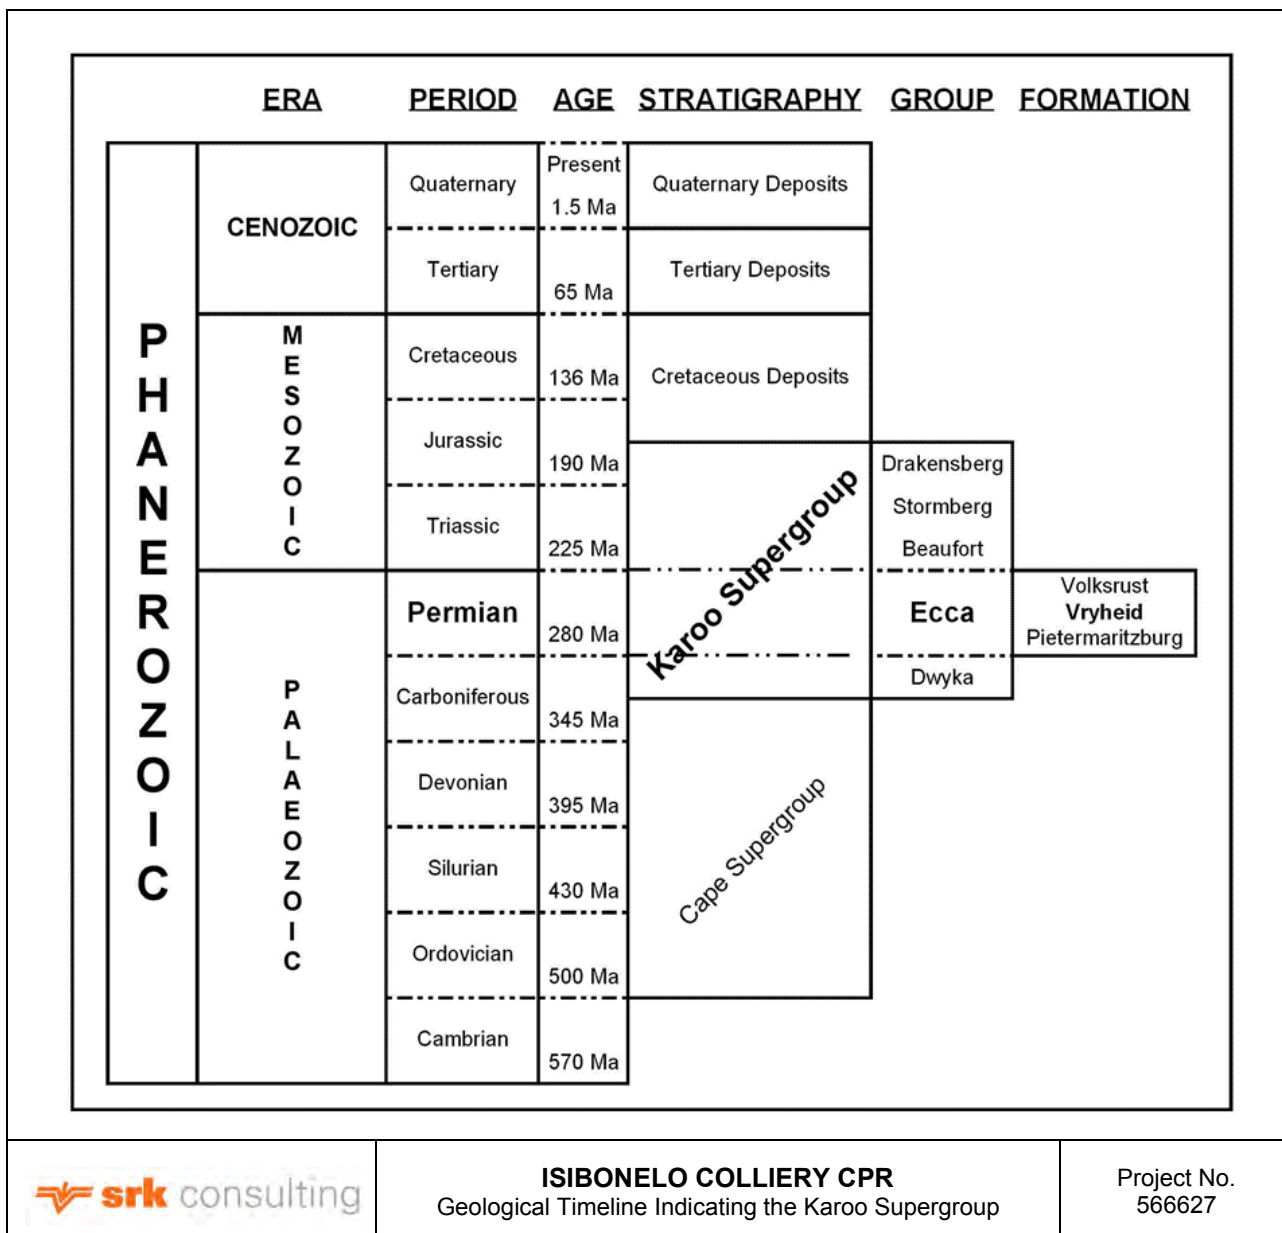 ERA PERIOD AGE STRATIGRAPHY GROUP FORMATION
PHANEROZOIC
CENOZOIC
MESOZOIC
PALAEOZOIC
Quaternary
Tertiary
Cretaceous
Jurassic
Triassic
Permian
Carboniferous
Devonian
Silurian
Ordovician
Cambrian
Present
1.5 Ma
65 Ma
136 Ma
190 Ma
225 Ma
280 Ma
345 Ma
395 Ma
430 Ma
500 Ma
570 Ma
Quaternary Deposits
Tertiary Deposits
Cretaceous Deposits
Karoo Supergroup
Cape Supergroup
Drakensberg
Stormberg
Beaufort
Ecca
Dwyka
Volksrust
Vryheid
Pietermaritzburg
srk consulting
ISIBONELO COLLIERY CPR
Geological Timeline Indicating the Karoo Supergroup
Project No.
566627